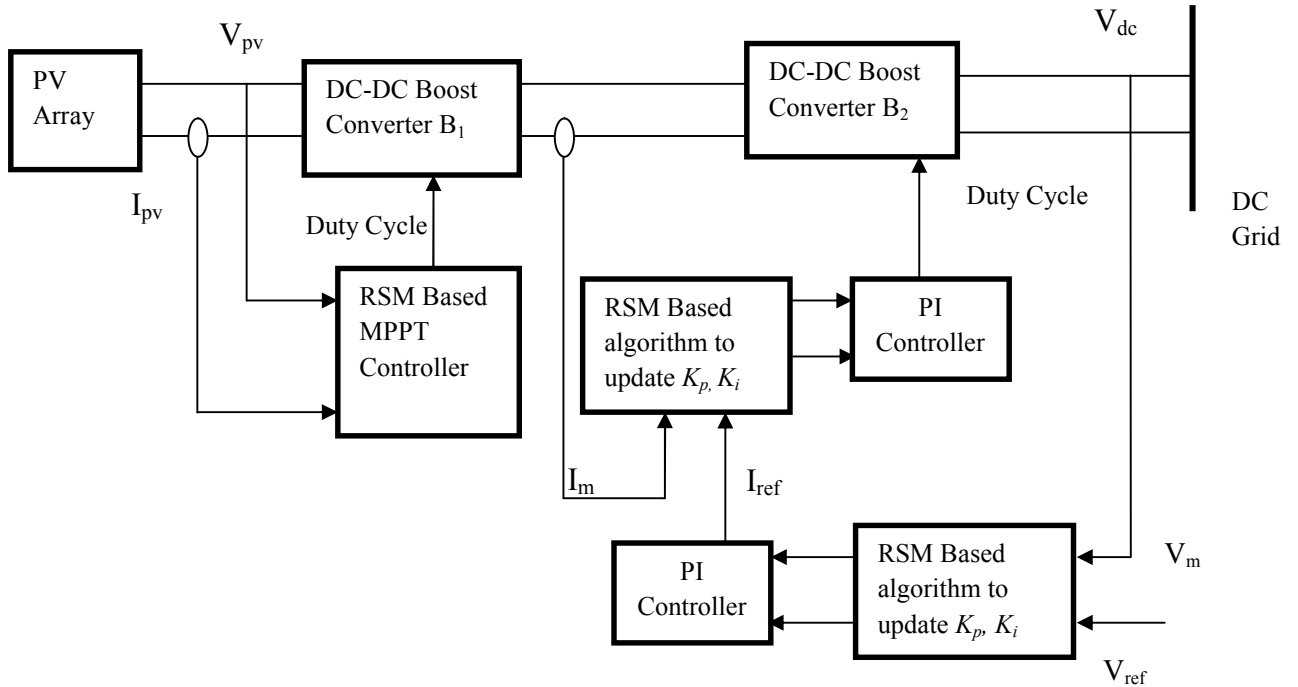 V_pv
V_dc
PV
Array
DC-DC Boost
Converter B_1
DC-DC Boost
Converter B_2
I_pv
Duty Cycle
Duty Cycle
DC
Grid
RSM Based
MPPT
Controller
RSM Based
algorithm to
update K_p, K_i
PI
Controller
I_m
I_ref
PI
Controller
RSM Based
algorithm to
update K_p, K_i
V_m
V_ref